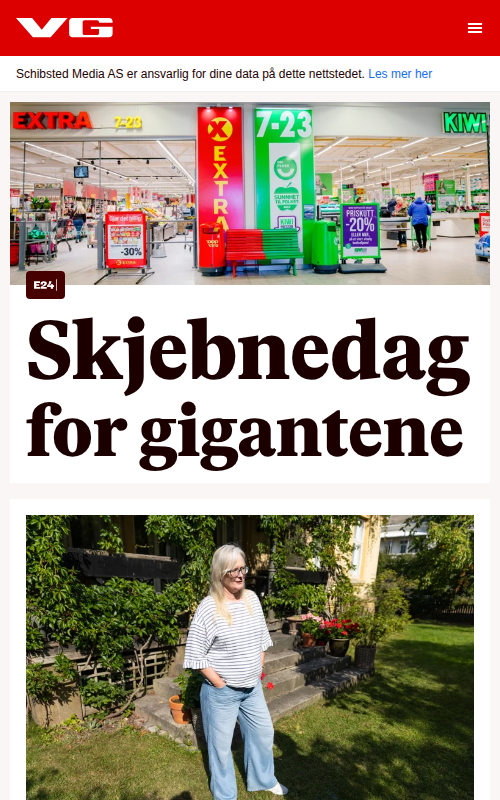 VG
Schibsted Media AS er ansvarlig for dine data på dette nettstedet. Les mer her
EXTRA 7-23
KIWI
7-23
EXTRA
-30%
PRISKUTT
-20%
E24
Skjebnedag
for gigantene